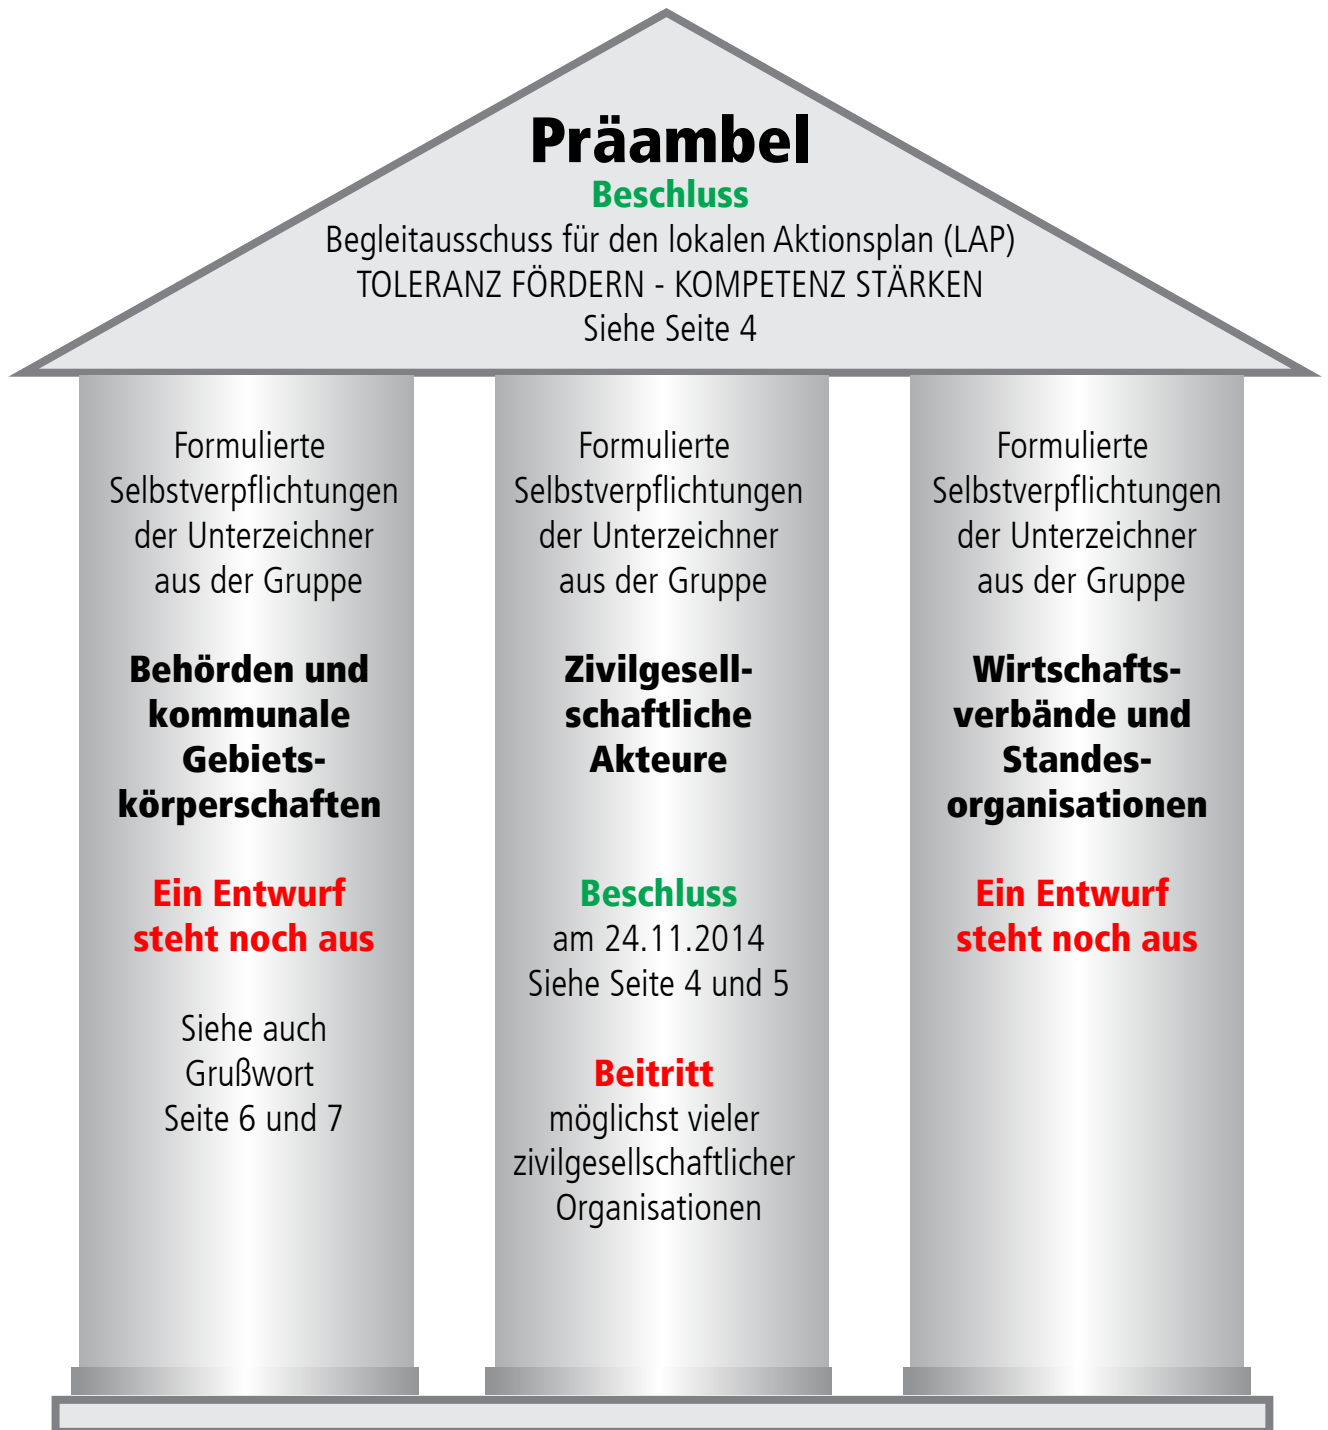 Präambel
Beschluss
Begleitausschuss für den lokalen Aktionsplan (LAP)
TOLERANZ FÖRDERN - KOMPETENZ STÄRKEN
Siehe Seite 4
Formulierte
Selbstverpflichtungen
der Unterzeichner
aus der Gruppe
Behörden und
kommunale
Gebiets-
körperschaften
Ein Entwurf
steht noch aus
Siehe auch
Grußwort
Seite 6 und 7
Formulierte
Selbstverpflichtungen
der Unterzeichner
aus der Gruppe
Zivilgesell-
schaftliche
Akteure
Beschluss
am 24.11.2014
Siehe Seite 4 und 5
Beitritt
möglichst vieler
zivilgesellschaftlicher
Organisationen
Formulierte
Selbstverpflichtungen
der Unterzeichner
aus der Gruppe
Wirtschafts-
verbände und
Standes-
organisationen
Ein Entwurf
steht noch aus